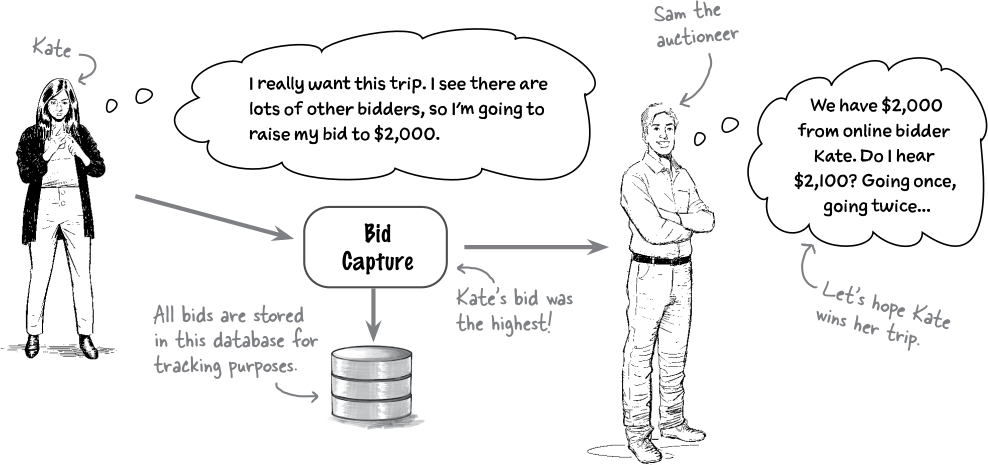 Kate
I really want this trip. I see there are
lots of other bidders, so I'm going to
raise my bid to $2,000.
Sam the
auctioneer
We have $2,000
from online bidder
Kate. Do I hear
$2,100? Going once,
going twice...
Bid
Capture
Kate's bid was
the highest!
All bids are stored
in this database for
tracking purposes.
Let's hope Kate
wins her trip.